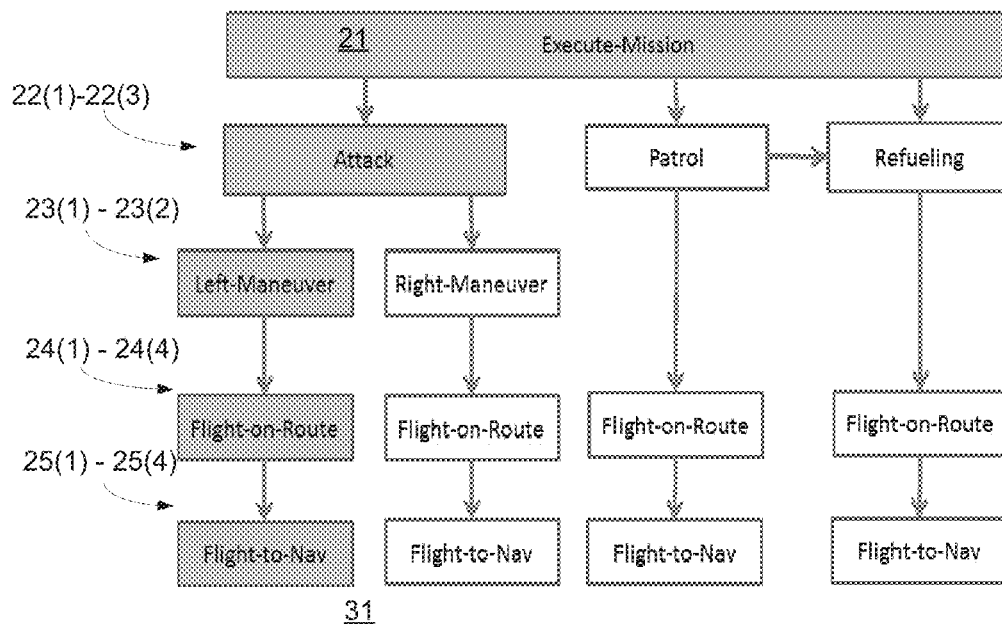 21
Execute-Mission
22(1)-22(3)
Attack
Patrol
Refueling
23(1) - 23(2)
Left-Maneuver
Right-Maneuver
24(1) - 24(4)
Flight-on-Route
Flight-on-Route
Flight-on-Route
Flight-on-Route
25(1) - 25(4)
Flight-to-Nav
Flight-to-Nav
Flight-to-Nav
Flight-to-Nav
31